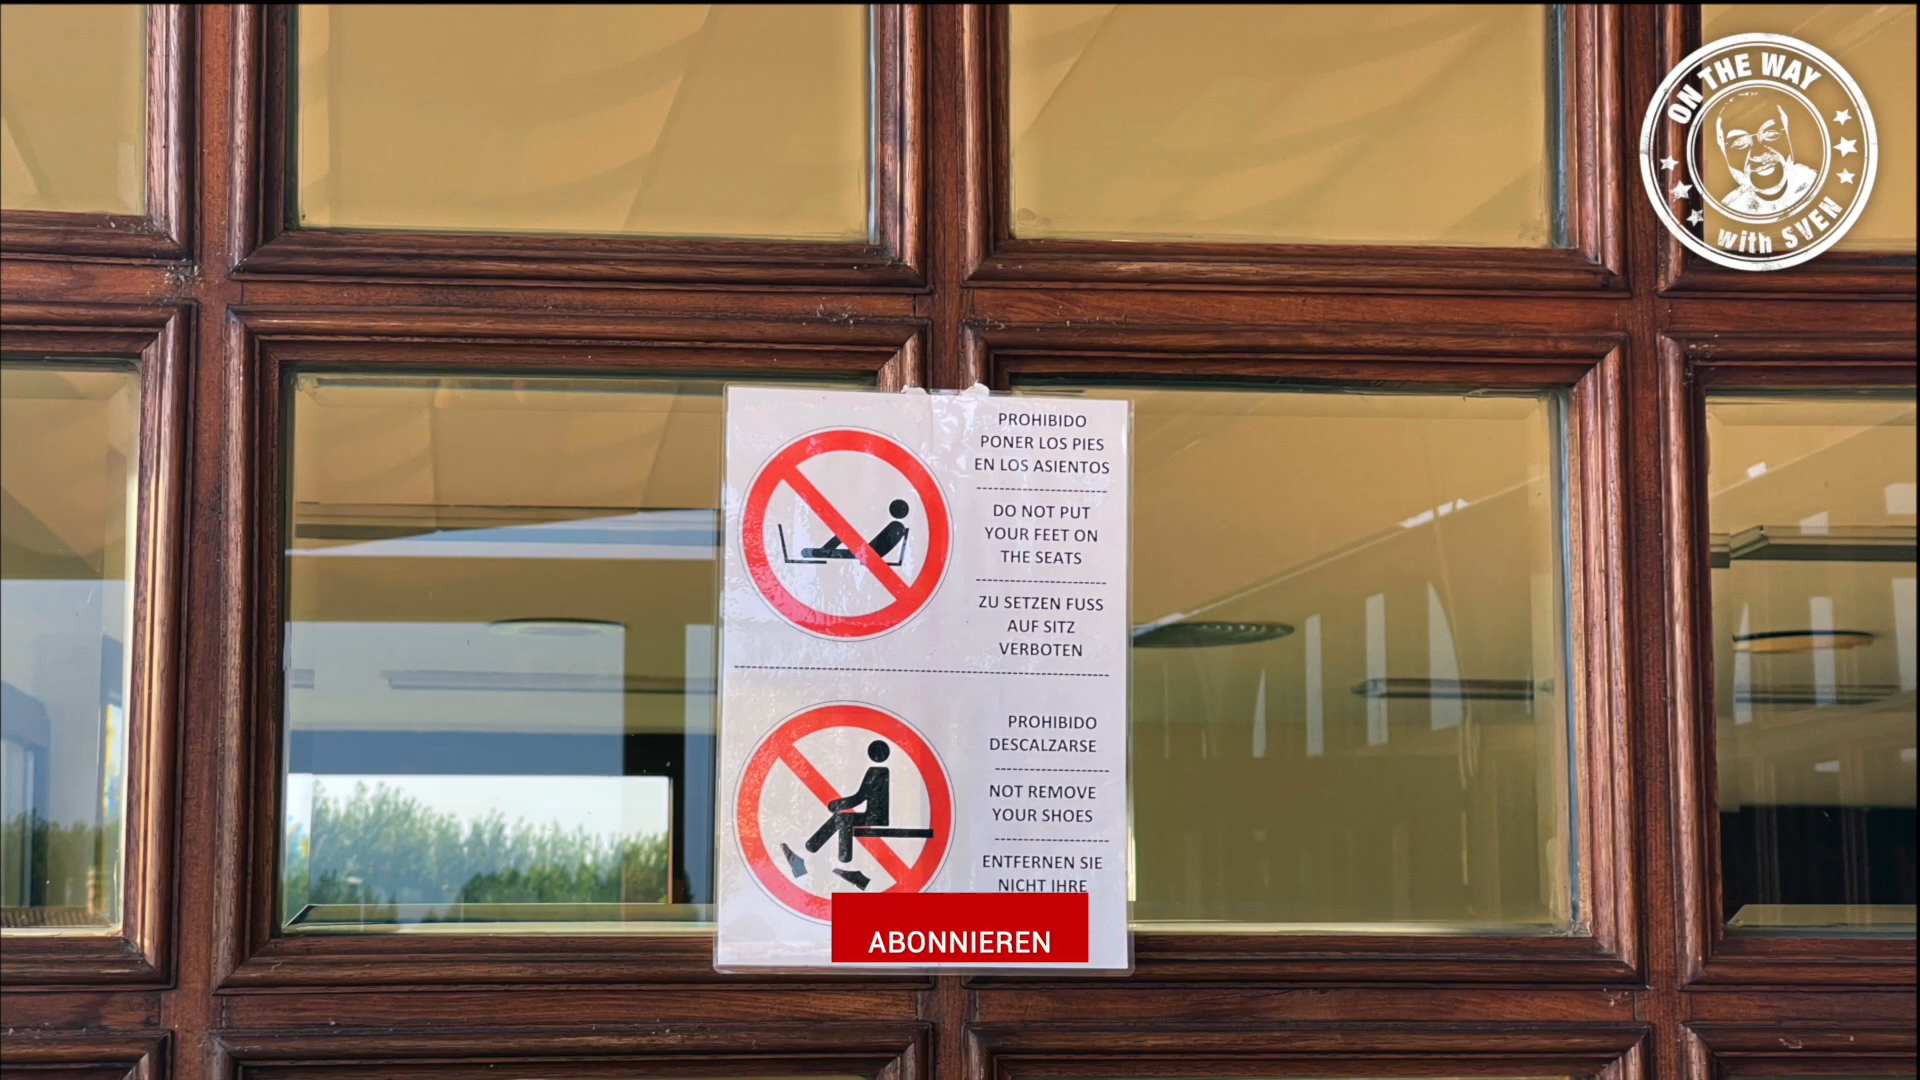 ON THE WAY
with SVEN
PROHIBIDO
PONER LOS PIES
EN LOS ASIENTOS
DO NOT PUT
YOUR FEET ON
THE SEATS
ZU SETZEN FUSS
AUF SITZ
VERBOTEN
PROHIBIDO
DESCALZARSE
NOT REMOVE
YOUR SHOES
ENTFERNEN SIE
NICHT IHRE
ABONNIEREN